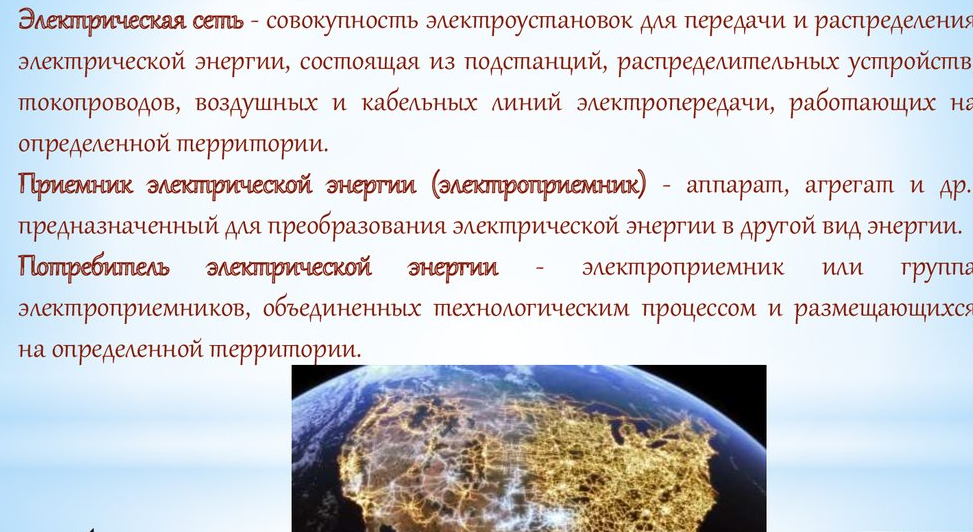 Электрическая сеть - совокупность электроустановок для передачи и распределения
электрической энергии, состоящая из подстанций, распределительных устройств
токопроводов, воздушных и кабельных линий электропередачи, работающих на
определенной территории.
Приемник электрической энергии (электроприемник) - аппарат, агрегат и др.
предназначенный для преобразования электрической энергии в другой вид энергии.
Потребитель электрической энергии - электроприемник или группа
электроприемников, объединенных технологическим процессом и размещающихся
на определенной территории.